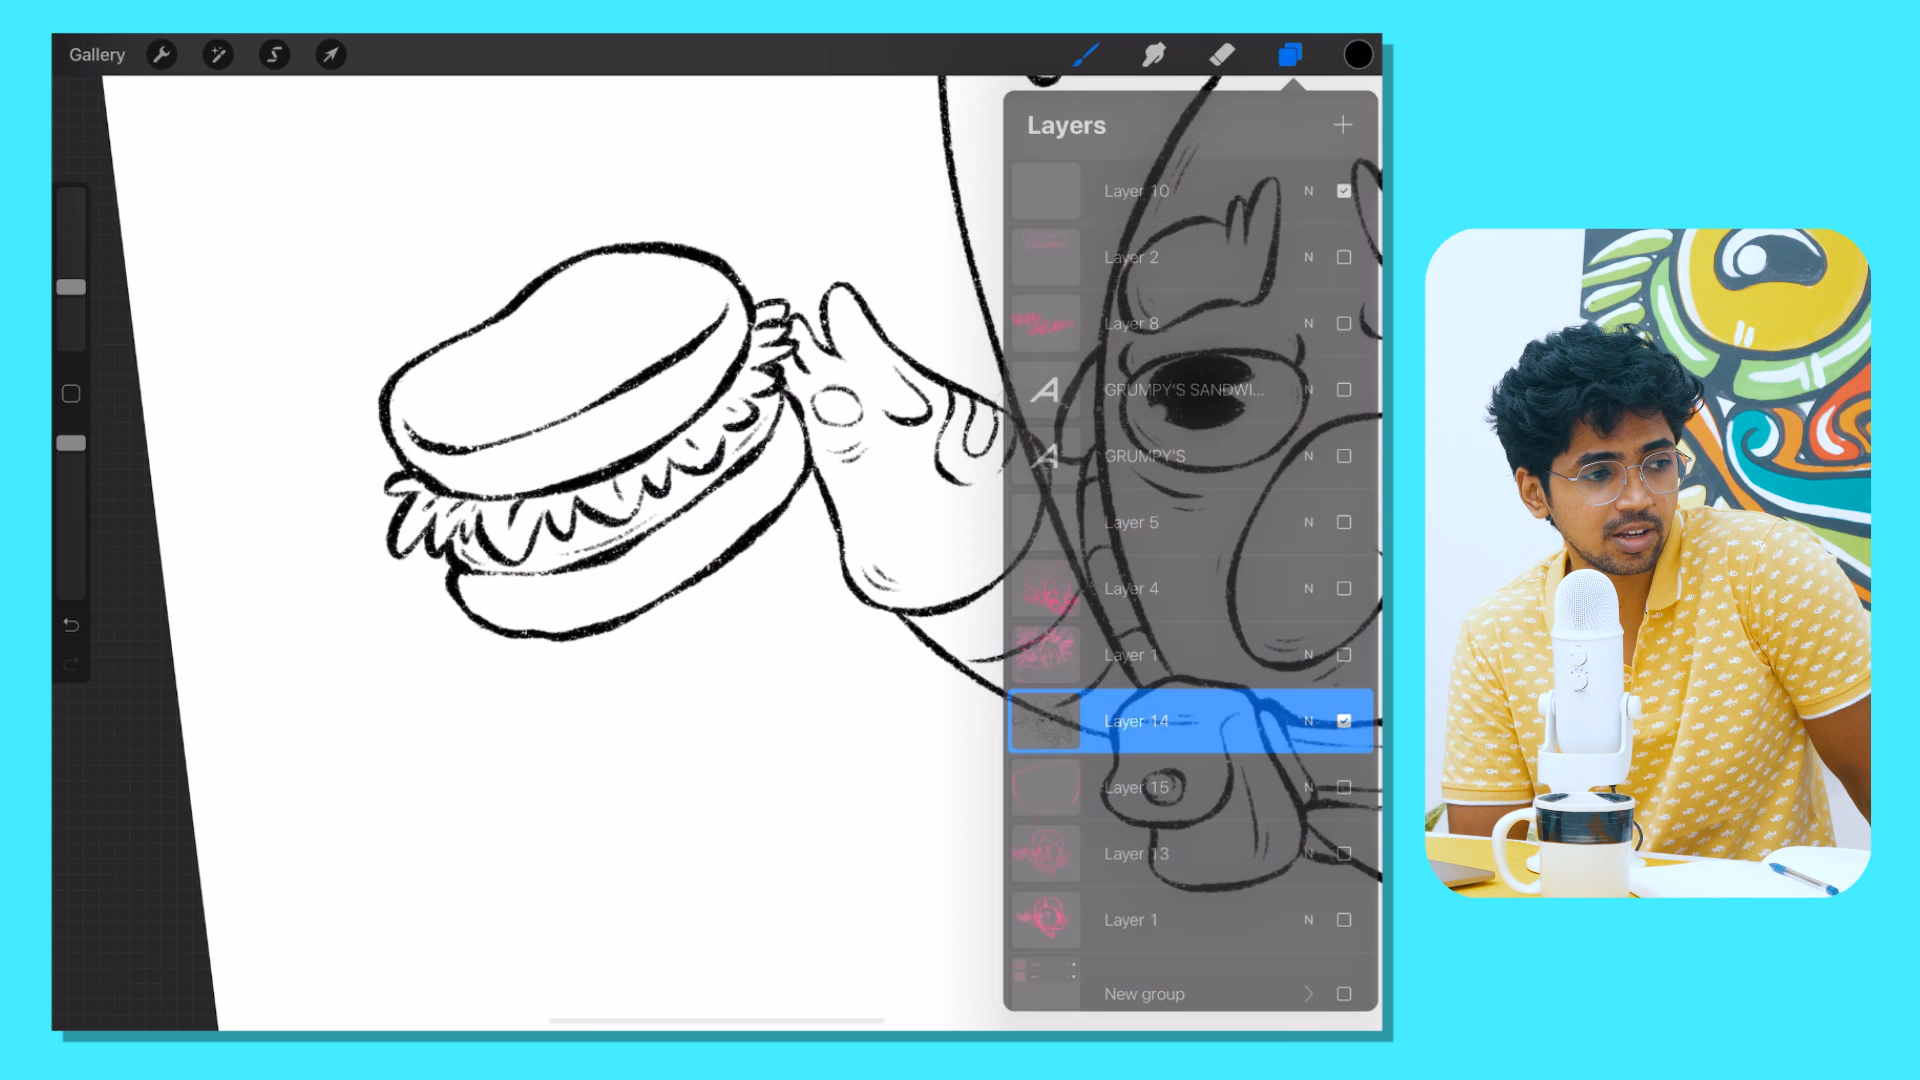 Gallery
Layers
Layer 10 N
Layer 2 N
Layer 8 N
GRUMPY'S SANDWI... N
GRUMPY'S N
Layer 5 N
Layer 4 N
Layer 1 N
Layer 14 N
Layer 15 N
Layer 13 N
Layer 1 N
New group